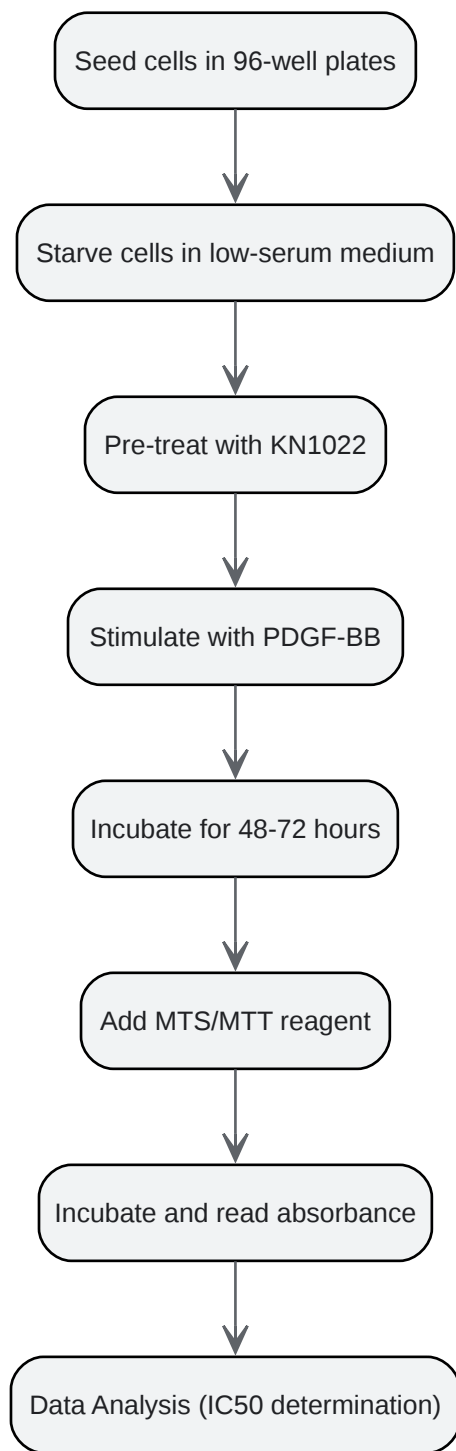 Seed cells in 96-well plates
Starve cells in low-serum medium
Pre-treat with KN1022
Stimulate with PDGF-BB
Incubate for 48-72 hours
Add MTS/MTT reagent
Incubate and read absorbance
Data Analysis (IC50 determination)